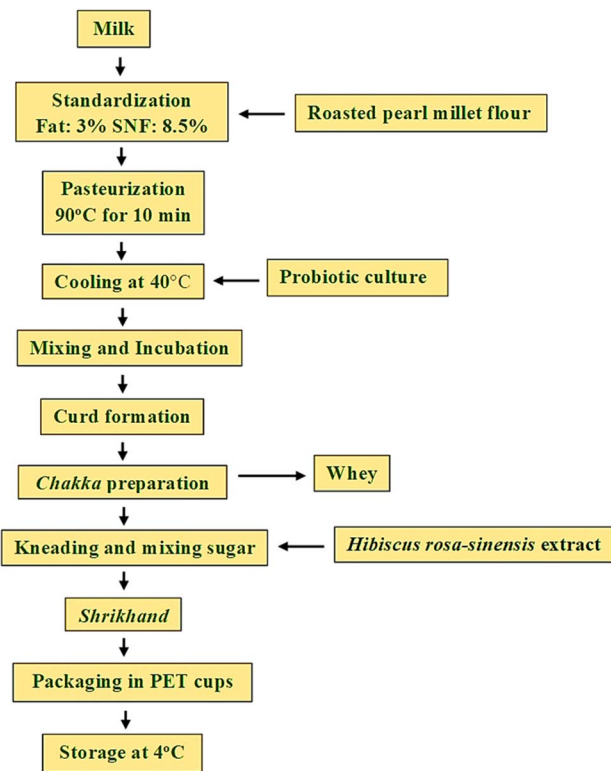 Milk
Standardization
Fat: 3% SNF: 8.5%
Roasted pearl millet flour
Pasteurization
90°C for 10 min
Cooling at 40°C
Probiotic culture
Mixing and Incubation
Curd formation
Chakka preparation
Whey
Kneading and mixing sugar
Hibiscus rosa-sinensis extract
Shrikhand
Packaging in PET cups
Storage at 4°C